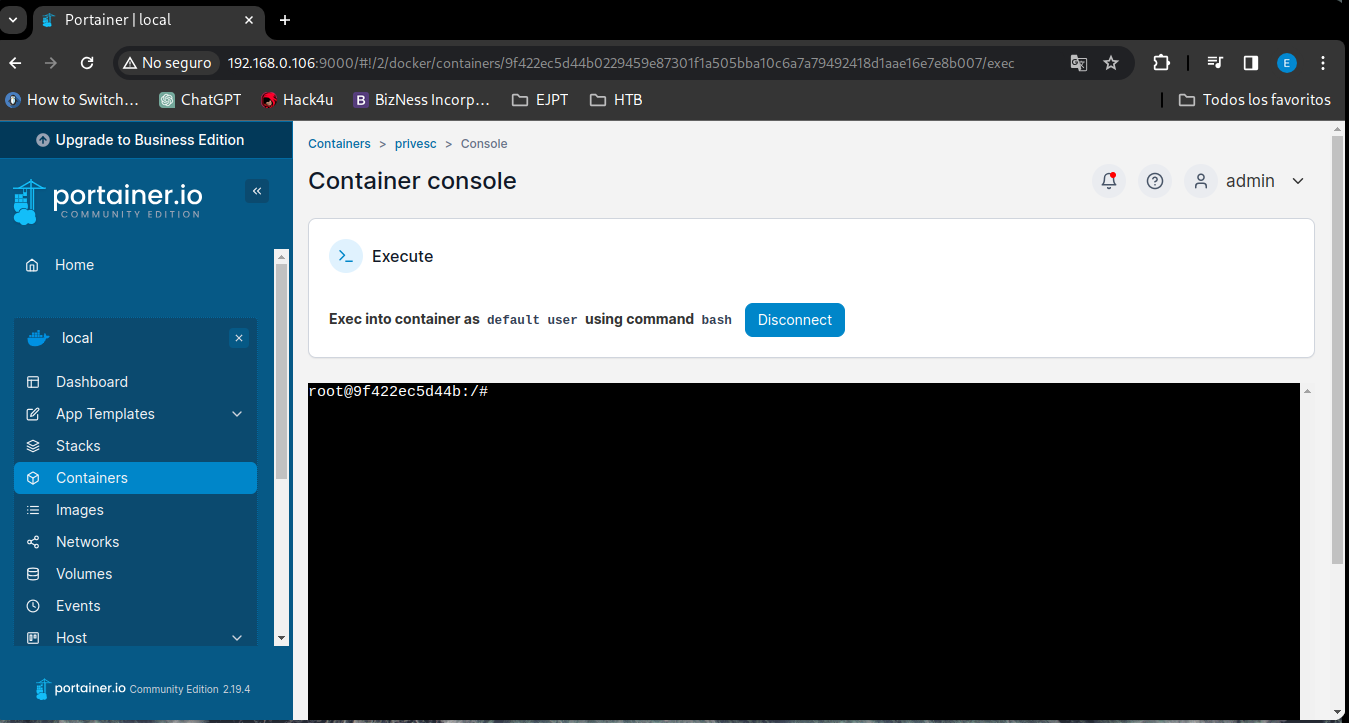 Portainer | local
No seguro 192.168.0.106:9000/#!/2/docker/containers/9f422ec5d44b0229459e87301f1a505bba10c6a7a79492418d1aae16e7e8b007/exec
E
How to Switch… ChatGPT Hack4u B BizNess Incorp… EJPT HTB Todos los favoritos
Upgrade to Business Edition
portainer.io
COMMUNITY EDITION
Home
local
Dashboard
App Templates
Stacks
Containers
Images
Networks
Volumes
Events
Host
portainer.io Community Edition 2.19.4
Containers > privesc > Console
Container console
admin
>_ Execute
Exec into container as default user using command bash Disconnect
root@9f422ec5d44b:/#